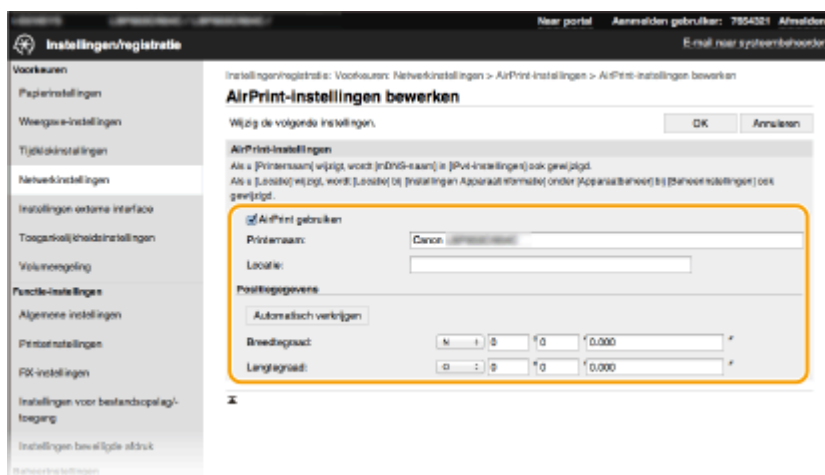 Naar portal Aanmelden gebruiker: 7654321 Afmelden
Instellingen/registratie
E-mail naar systeembeheerder
Voorkeuren
Papierinstellingen
Weergave-instellingen
Tijdklokinstellingen
Netwerkinstellingen
Instellingen externe interface
Toegankelijkheidsinstellingen
Volumeregeling
Functie-instellingen
Algemene instellingen
Printerinstellingen
RX-instellingen
Instellingen voor bestandsopslag/-
toegang
Instellingen beveiligde afdruk
Beheerinstellingen
Instellingen/registratie: Voorkeuren: Netwerkinstellingen > AirPrint-instellingen > AirPrint-instellingen bewerken
AirPrint-instellingen bewerken
Wijzig de volgende instellingen.
OK
Annuleren
AirPrint-instellingen
Als u [Printernaam] wijzigt, wordt [mDNS-naam] in [IPv4-instellingen] ook gewijzigd.
Als u [Locatie] wijzigt, wordt [Locatie] bij [Instellingen Apparaatinformatie] onder [Apparaatbeheer] bij [Beheerinstellingen] ook
gewijzigd.
AirPrint gebruiken
Printernaam: Canon
Locatie:
Positiegegevens
Automatisch verkrijgen
Breedtegraad: N 0 ° 0 ' 0.000 "
Lengtegraad: O 0 ° 0 ' 0.000 "